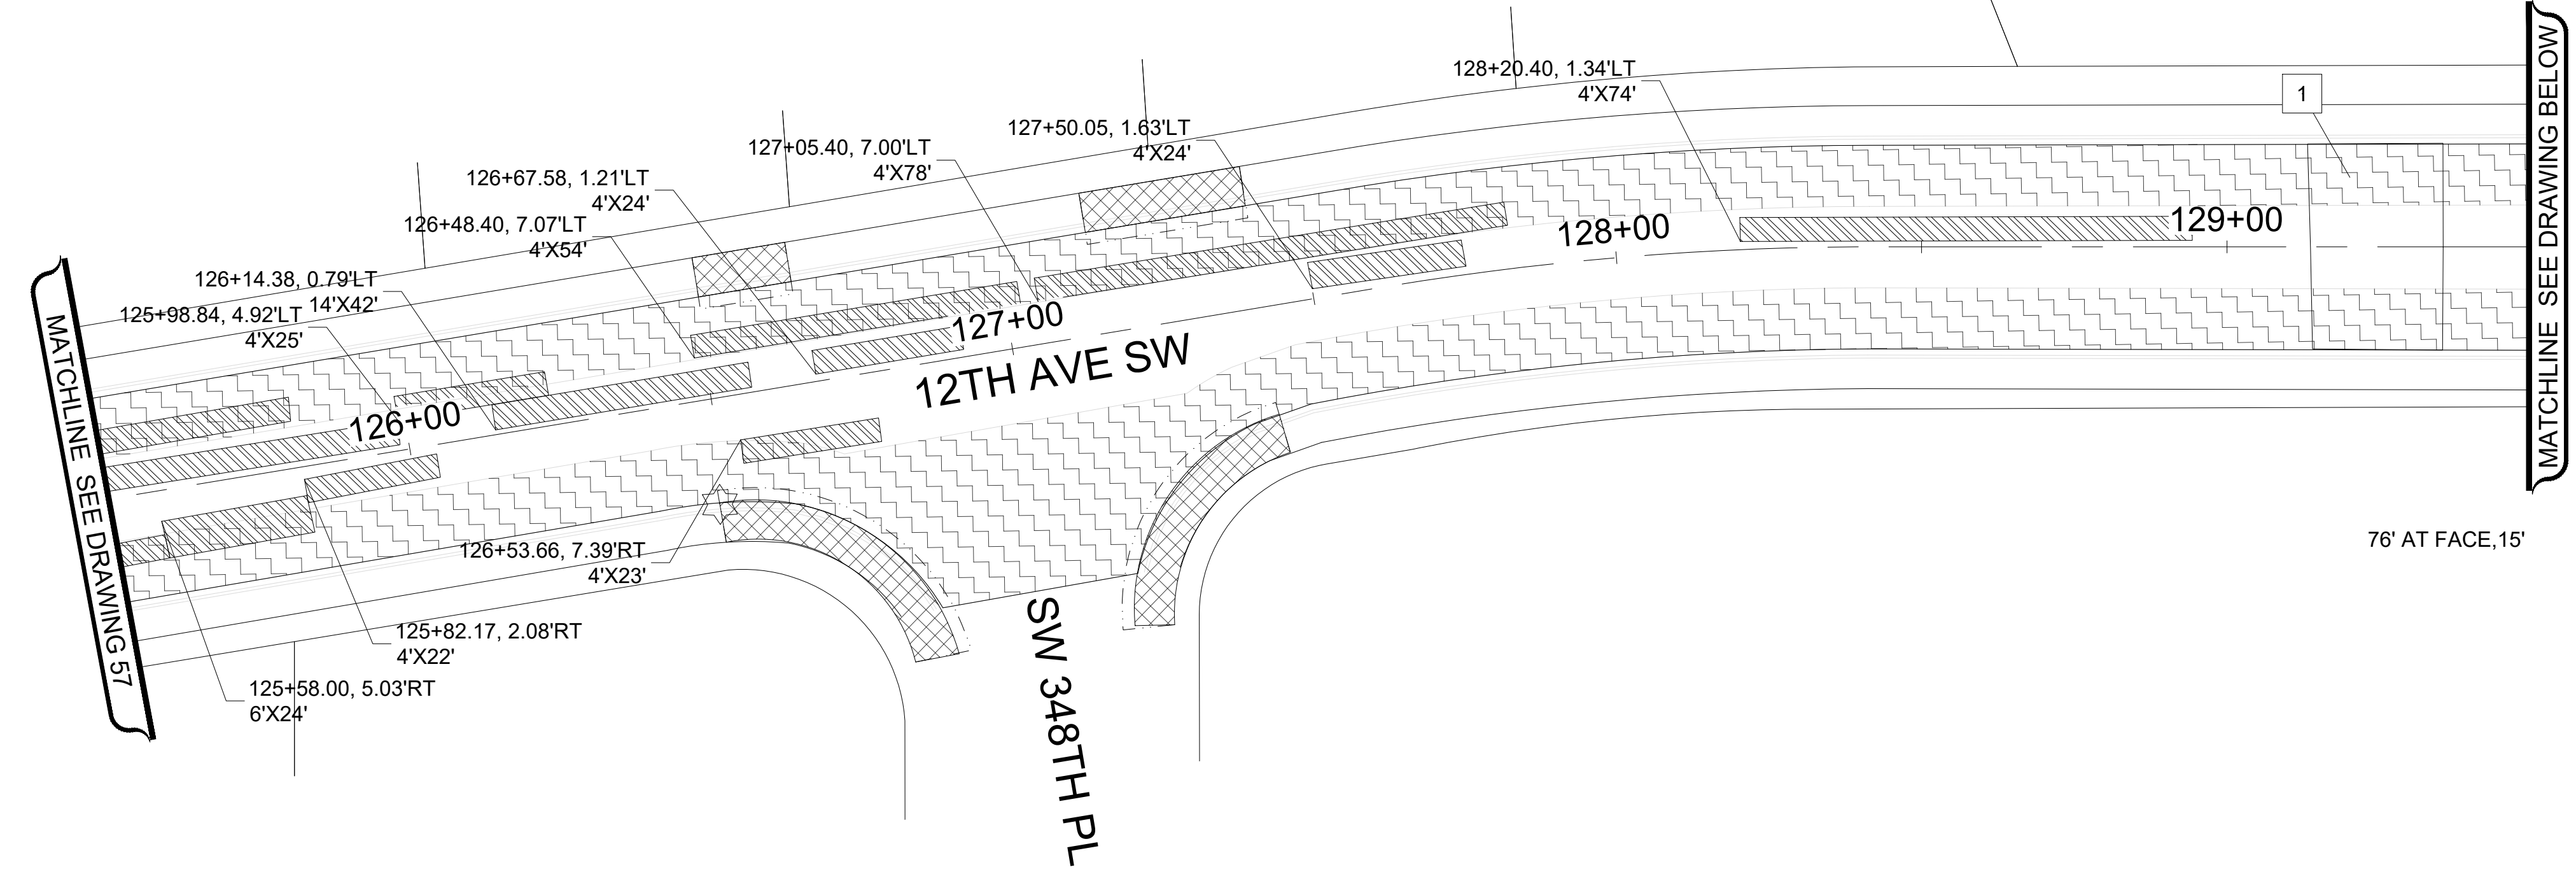 128+20.40, 1.34'LT
4'X74'
1
127+50.05, 1.63'LT
4'X24'
127+05.40, 7.00'LT
4'X78'
126+67.58, 1.21'LT
4'X24'
126+48.40, 7.07'LT
4'X54'
126+14.38, 0.79'LT
14'X42'
125+98.84, 4.92'LT
4'X25'
126+00
127+00
128+00
129+00
12TH AVE SW
126+53.66, 7.39'RT
4'X23'
125+82.17, 2.08'RT
4'X22'
125+58.00, 5.03'RT
6'X24'
SW 348TH PL
76' AT FACE,15'
MATCHLINE SEE DRAWING 57
MATCHLINE SEE DRAWING BELOW